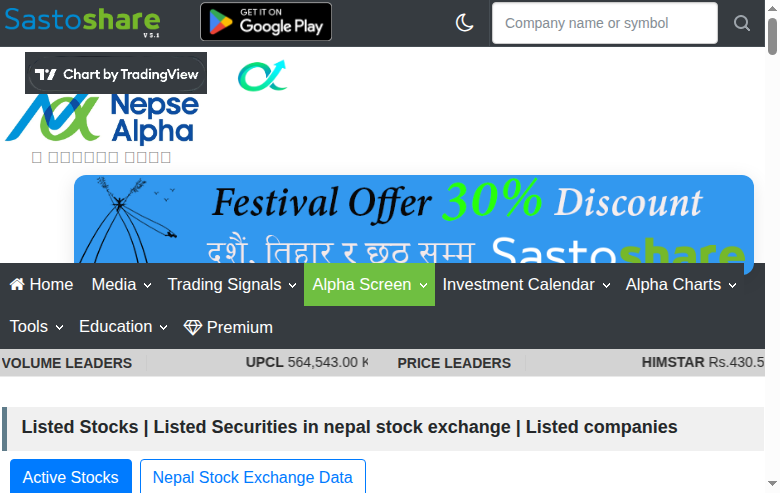 Sastoshare
V 5.1
GET IT ON
Google Play
Company name or symbol
Chart by TradingView
Nepse
Alpha
Festival Offer 30% Discount
दशैं, तिहार र छठ सम्म Sastoshare
Home Media Trading Signals Alpha Screen Investment Calendar Alpha Charts
Tools Education Premium
VOLUME LEADERS UPCL 564,543.00 K PRICE LEADERS HIMSTAR Rs.430.5
Listed Stocks | Listed Securities in nepal stock exchange | Listed companies
Active Stocks Nepal Stock Exchange Data